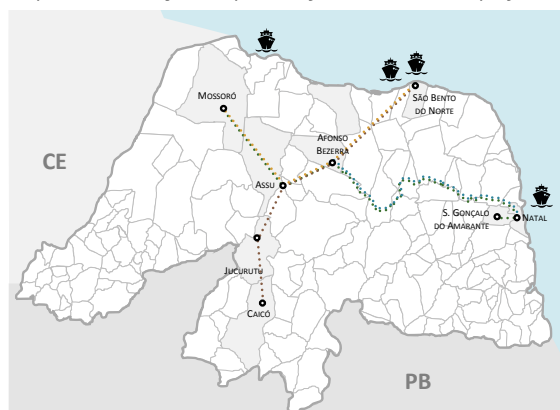 MOSSORÓ
SÃO BENTO
DO NORTE
AFONSO
BEZERRA
CE
ASSU
S. GONÇALO
DO AMARANTE
NATAL
JUCURUTU
CAICÓ
PB